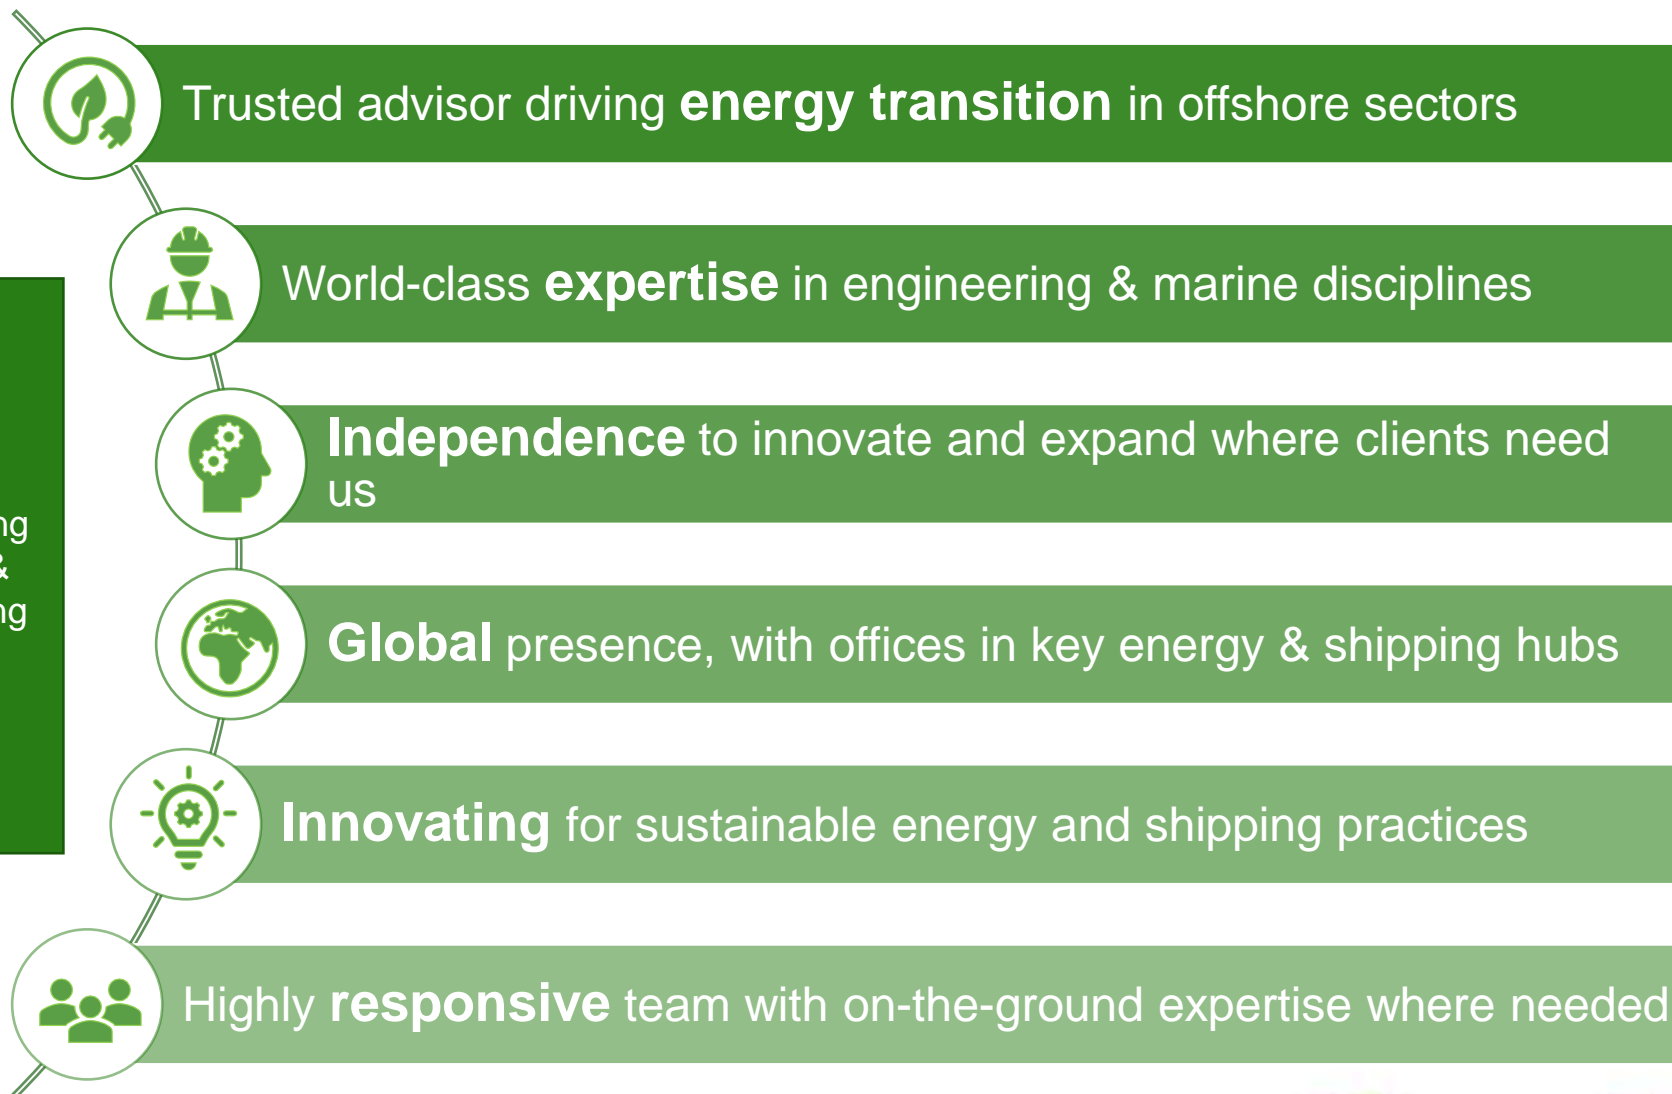 Trusted advisor driving energy transition in offshore sectors
World-class expertise in engineering & marine disciplines
Independence to innovate and expand where clients need
us
Global presence, with offices in key energy & shipping hubs
Innovating for sustainable energy and shipping practices
Highly responsive team with on-the-ground expertise where needed